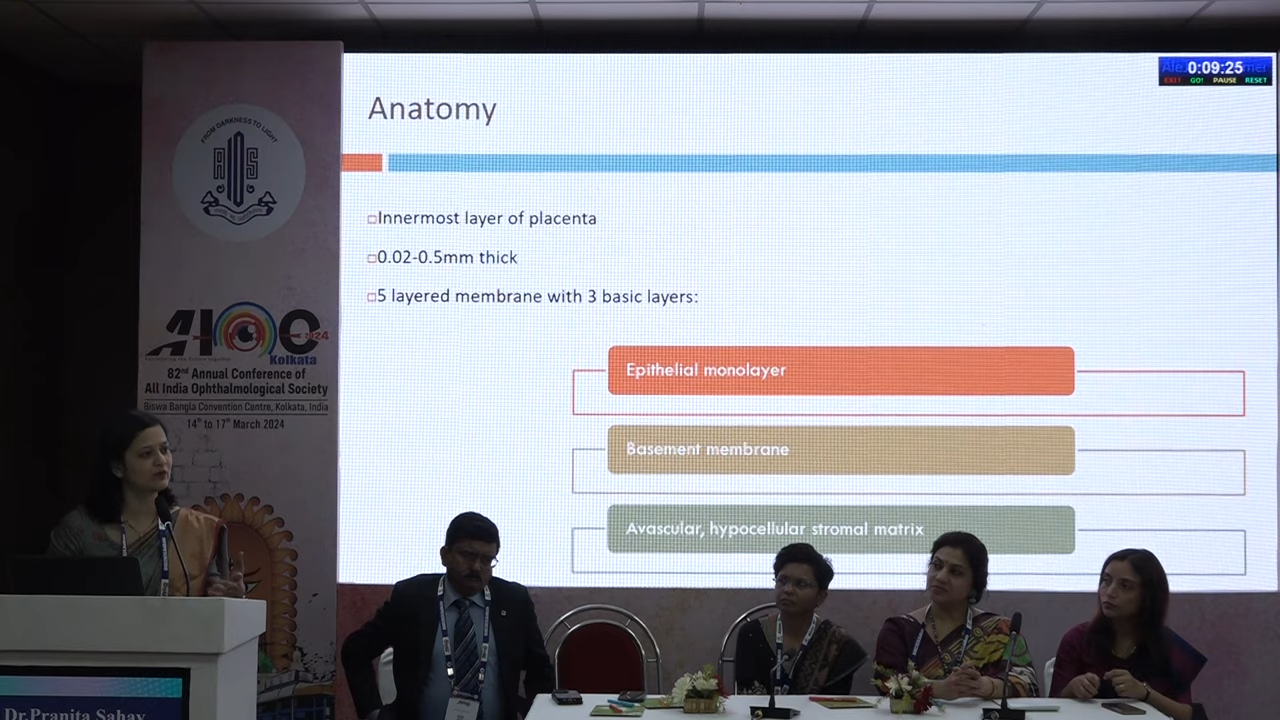 Anatomy
0:09:25
EXIT GO! PAUSE RESET
Innermost layer of placenta
0.02-0.5mm thick
5 layered membrane with 3 basic layers:
Epithelial monolayer
Basement membrane
Avascular, hypocellular stromal matrix
FROM DARKNESS TO LIGHT
AIOS
AIOC 2024
Kolkata
82nd Annual Conference of
All India Ophthalmological Society
Biswa Bangla Convention Centre, Kolkata, India
14th to 17th March 2024
Dr.Pranita Sahay